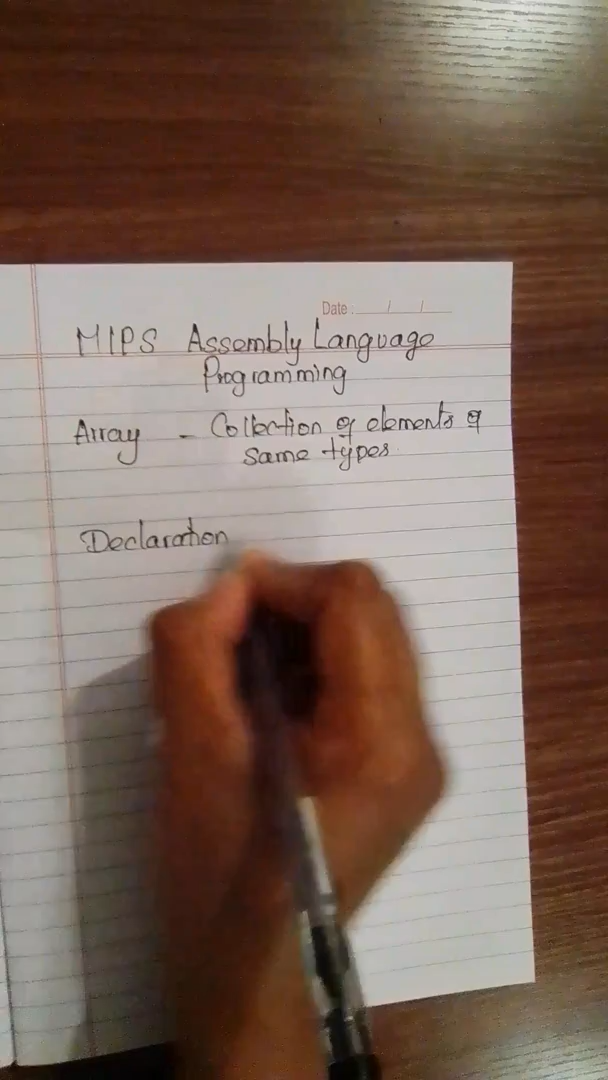 Date : / /
MIPS Assembly Language
Programming
Array - Collection of elements of
same types.
Declaration